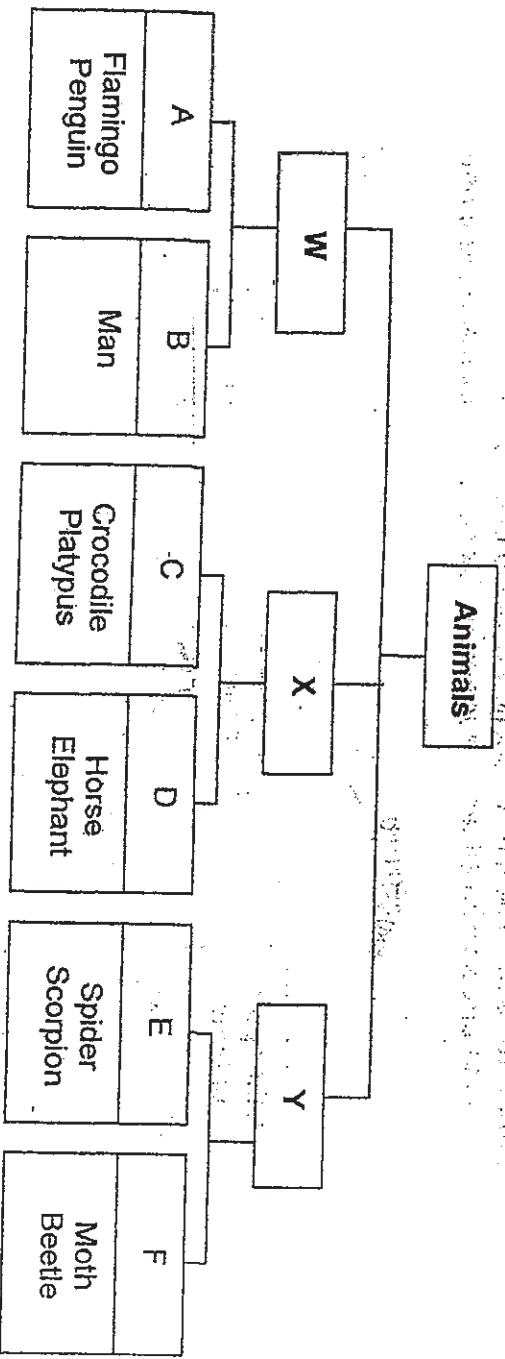 Animals
W
X
Y
A
Flamingo
Penguin
B
Man
C
Crocodile
Platypus
D
Horse
Elephant
E
Spider
Scorpion
F
Moth
Beetle